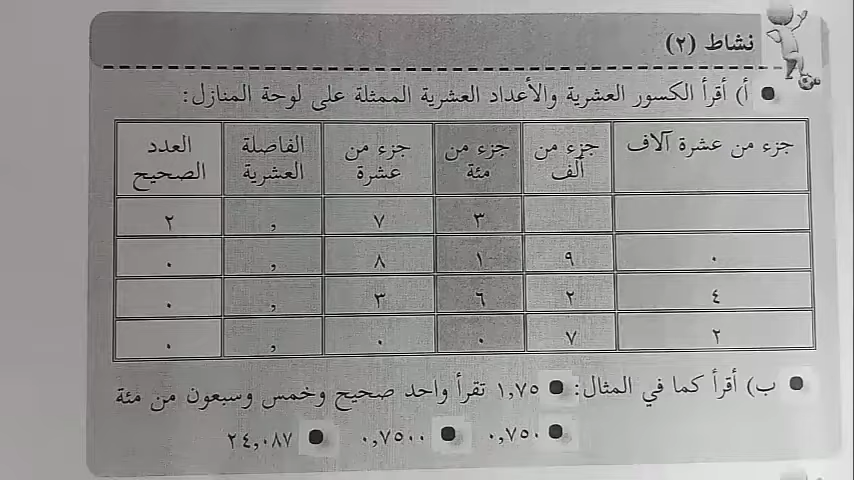 نشاط (٢)
أ) أقرأ الكسور العشرية والأعداد العشرية الممثلة على لوحة المنازل:
جزء من عشرة آلاف جزء من ألف جزء من مئة جزء من عشرة الفاصلة العشرية العدد الصحيح
٣ ٧ , ٢
٠ ٩ ١ ٨ , ٠
٤ ٢ ٦ ٣ , ٠
٢ ٧ ٠ ٠ , ٠
ب) أقرأ كما في المثال: ● ١,٧٥ تقرأ واحد صحيح وخمس وسبعون من مئة
● ٠,٧٥٠ ● ٠,٧٥٠٠ ● ٢٤,٠٨٧